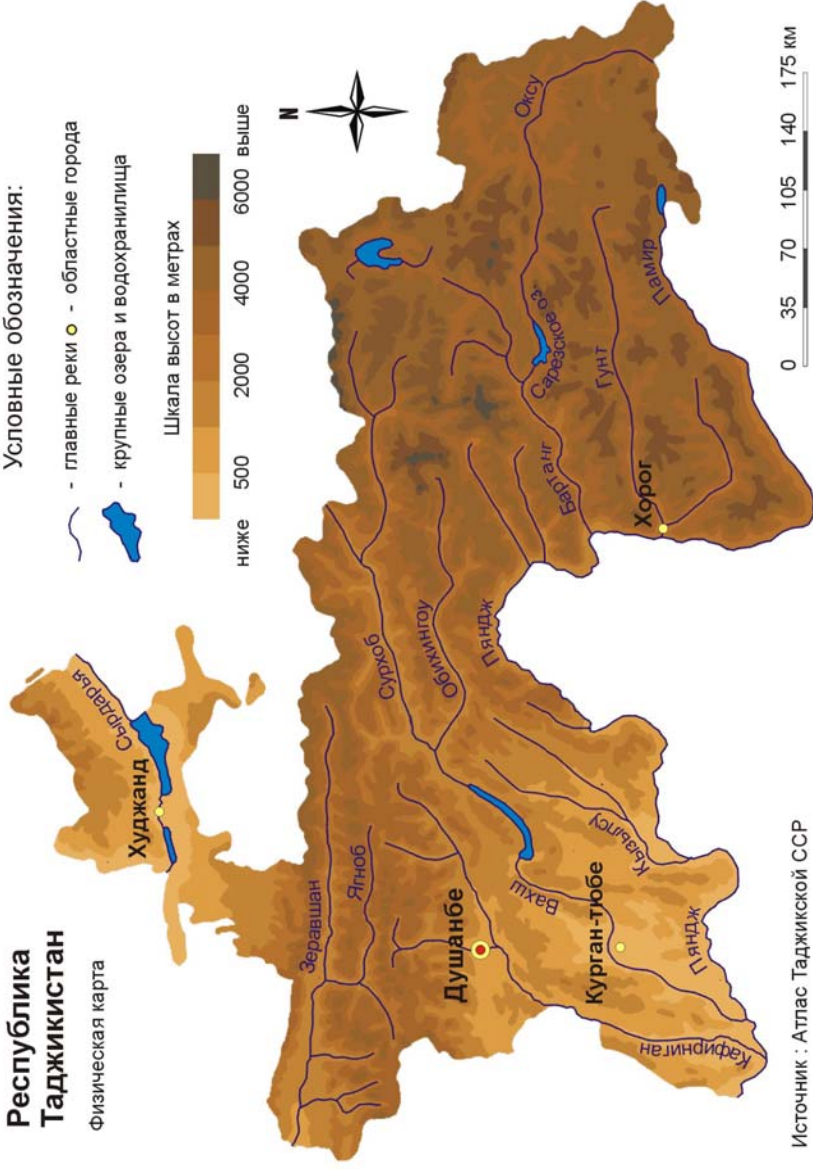 Республика
Таджикистан
Физическая карта
Условные обозначения:
- главные реки
- областные города
- крупные озера и водохранилища
Шкала высот в метрах
ниже 500 2000 4000 6000 выше
N
Сырдарья
Худжанд
Зеравшан
Ягноб
Сурхоб
Обихингоу
Душанбе
Вахш
Кызылсу
Курган-тюбе
Пяндж
Кафирниган
Пяндж
Бартанг
Сарезское оз.
Оксу
Гунт
Хорог
Памир
0 35 70 105 140 175 км
Источник : Атлас Таджикской ССР